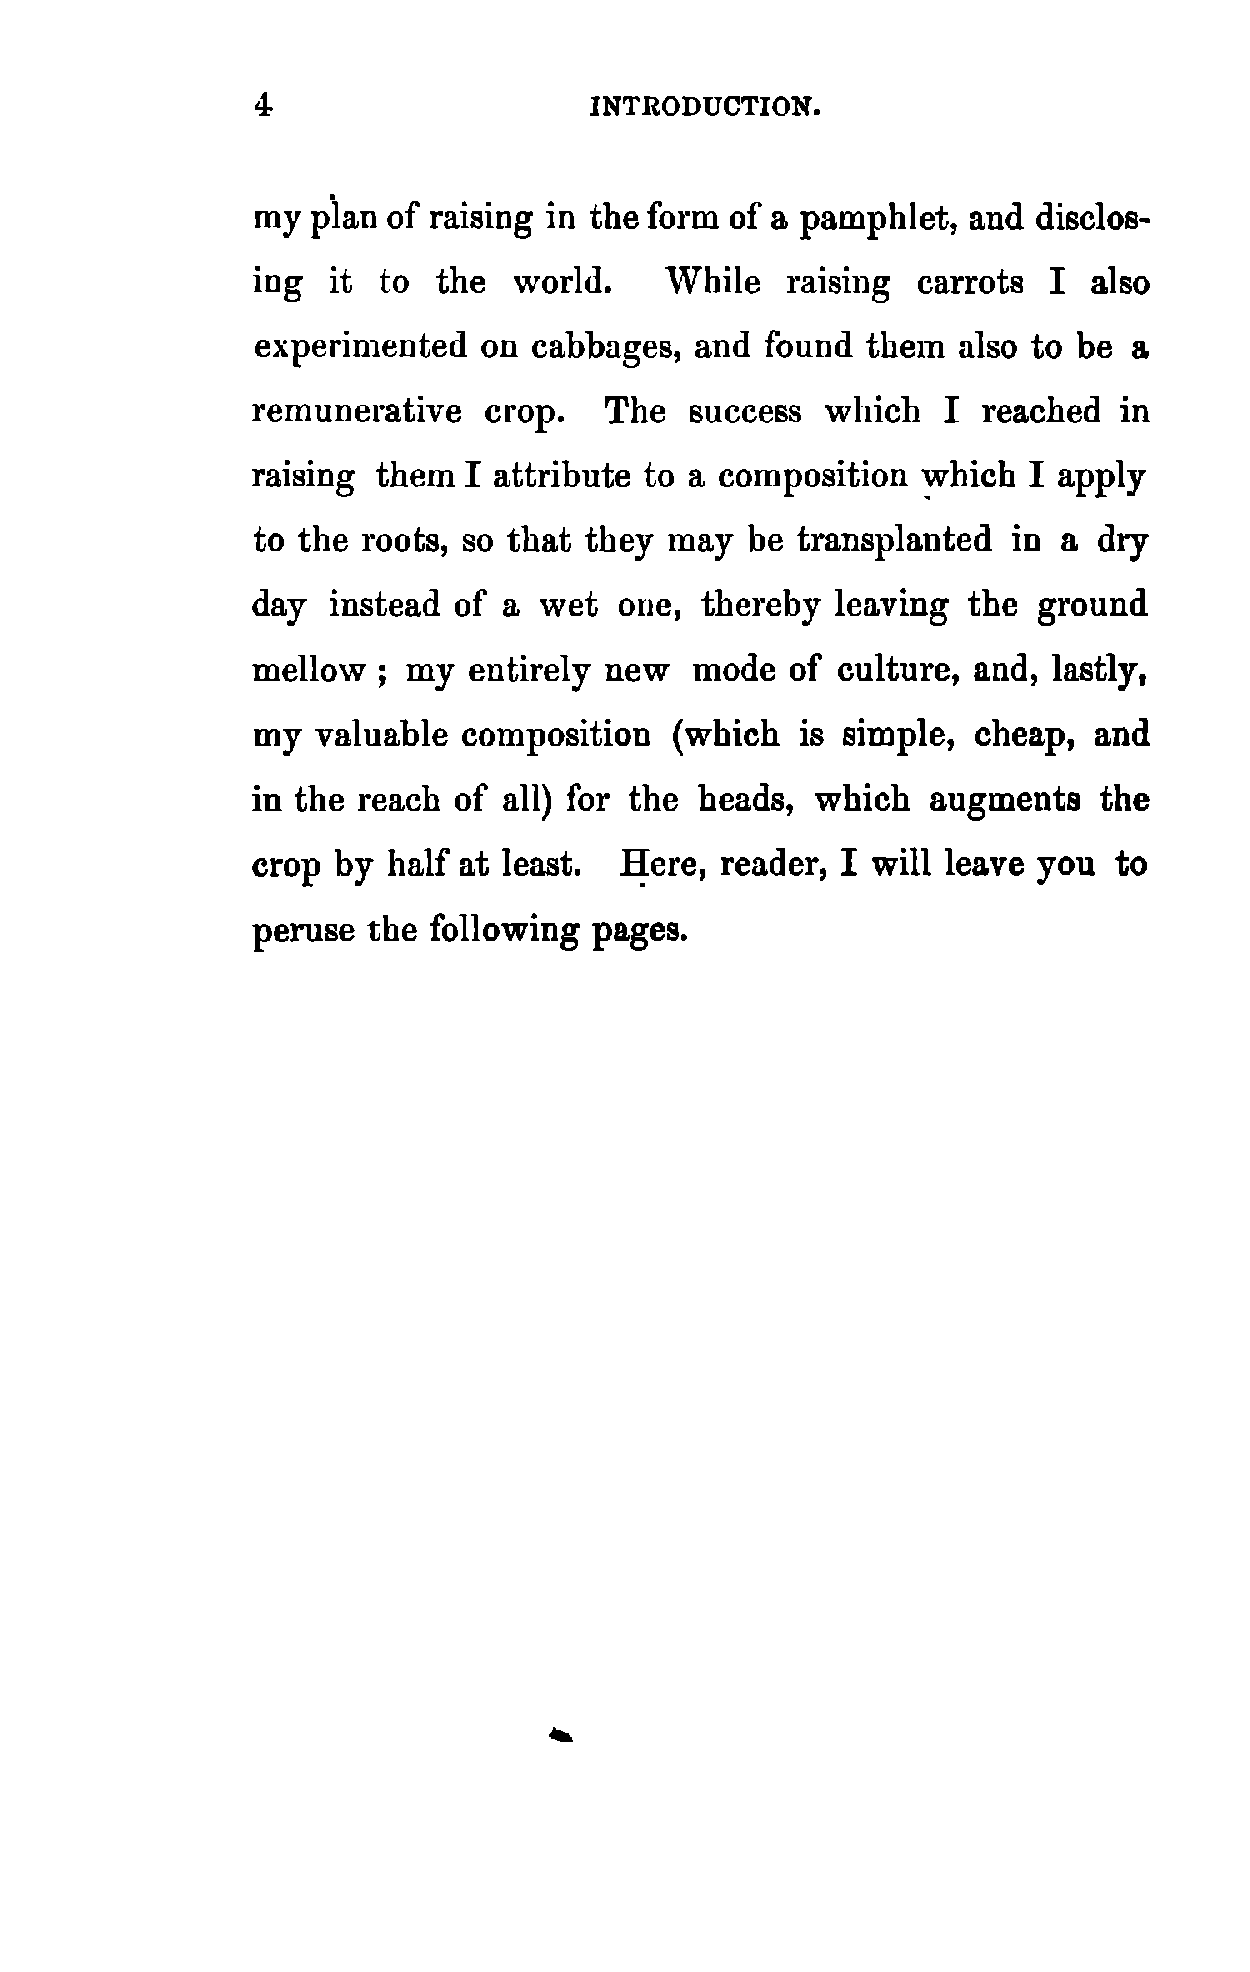 4 INTRODUCTION.
my plan of raising in the form of a pamphlet, and disclos-
ing it to the world. While raising carrots I also
experimented on cabbages, and found them also to be a
remunerative crop. The success which I reached in
raising them I attribute to a composition which I apply
to the roots, so that they may be transplanted in a dry
day instead of a wet one, thereby leaving the ground
mellow ; my entirely new mode of culture, and, lastly,
my valuable composition (which is simple, cheap, and
in the reach of all) for the heads, which augments the
crop by half at least. Here, reader, I will leave you to
peruse the following pages.